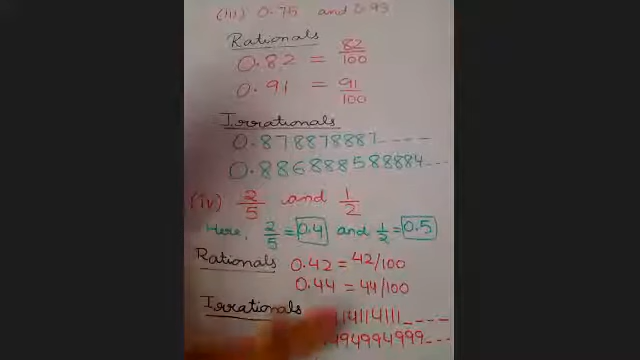 (iii) 0.75 and 0.93
Rationals
0.82 = 82/100
0.91 = 91/100
Irrationals
0.878878887----
0.886888588884---
(iv) 2/5 and 1/2
Here, 2/5 = 0.4 and 1/2 = 0.5
Rationals 0.42 = 42/100
0.44 = 44/100
Irrationals 114114111_---
494994999---